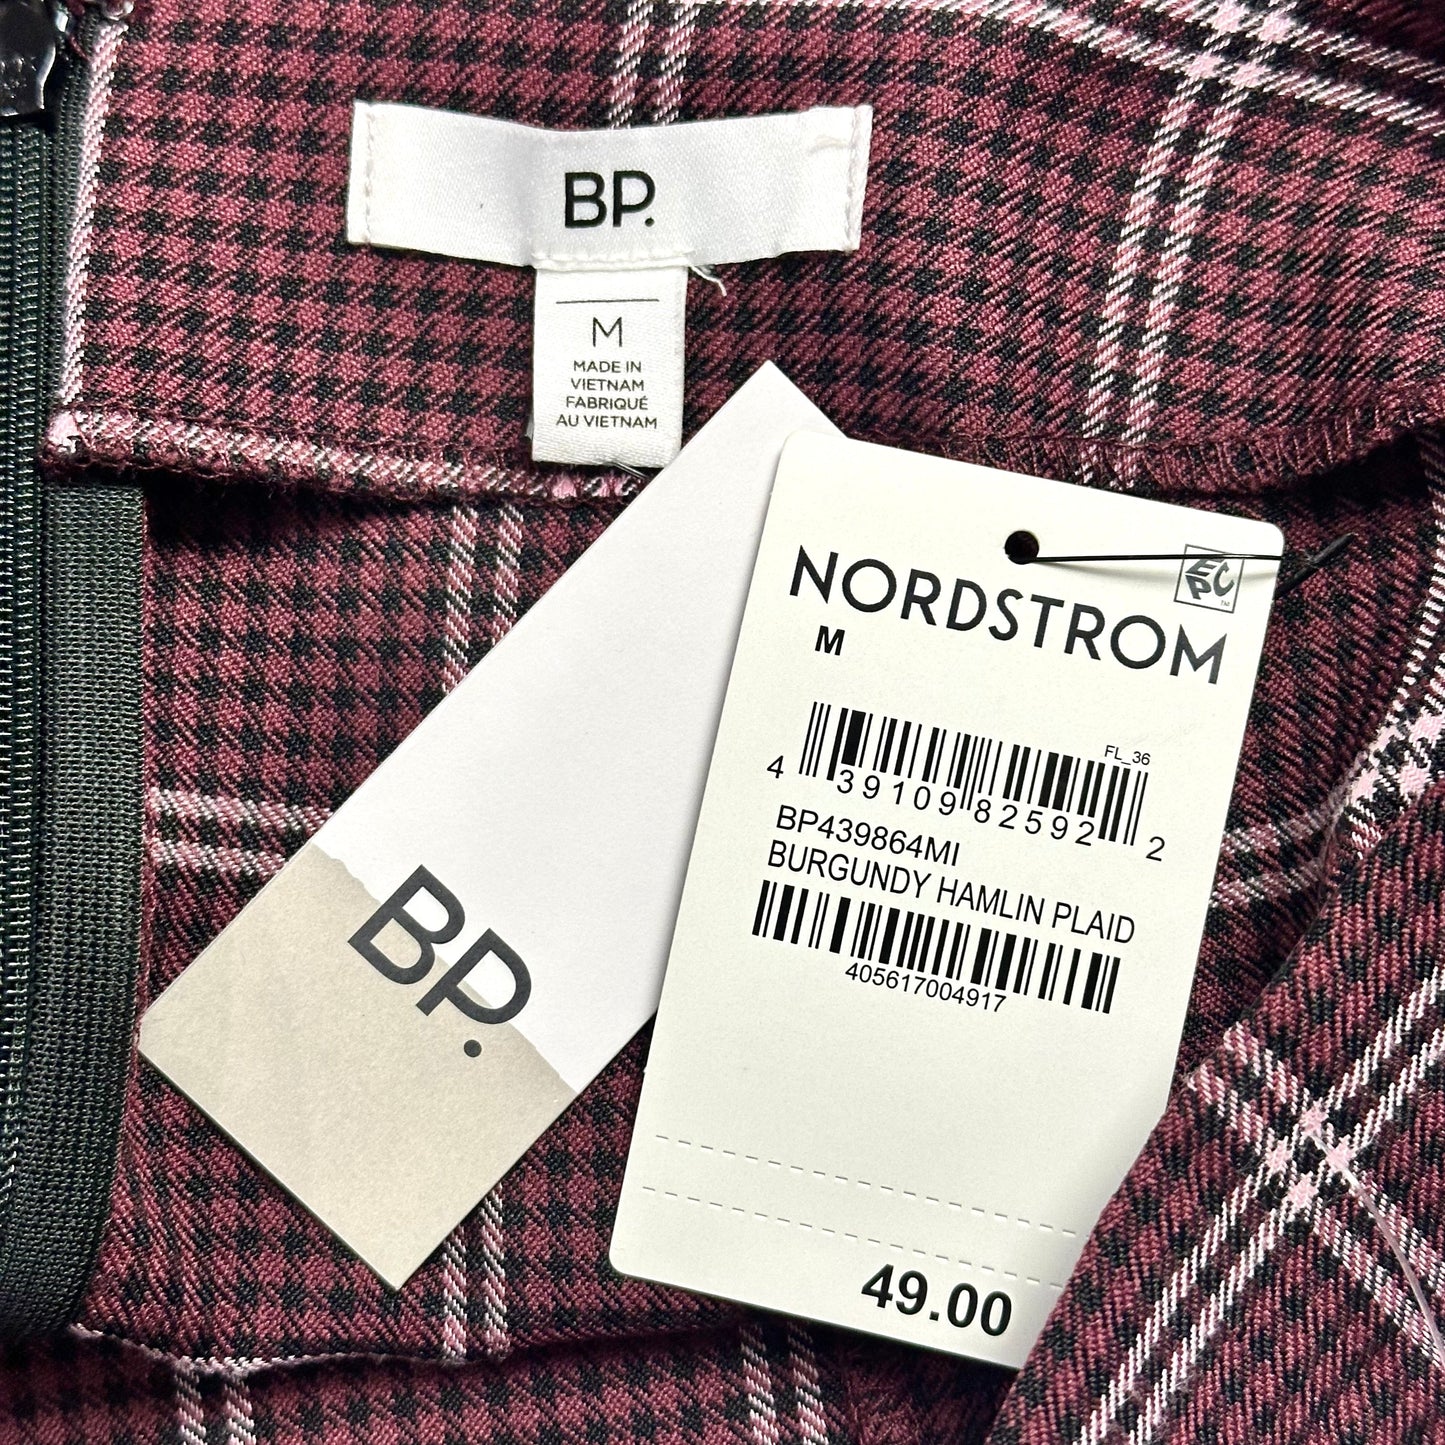 BP.
M
MADE IN
VIETNAM
FABRIQUÉ
AU VIETNAM
BP.
NORDSTROM
EPC™
M
FL_36
4 39109 82592 2
BP439864MI
BURGUNDY HAMLIN PLAID
405617004917
49.00